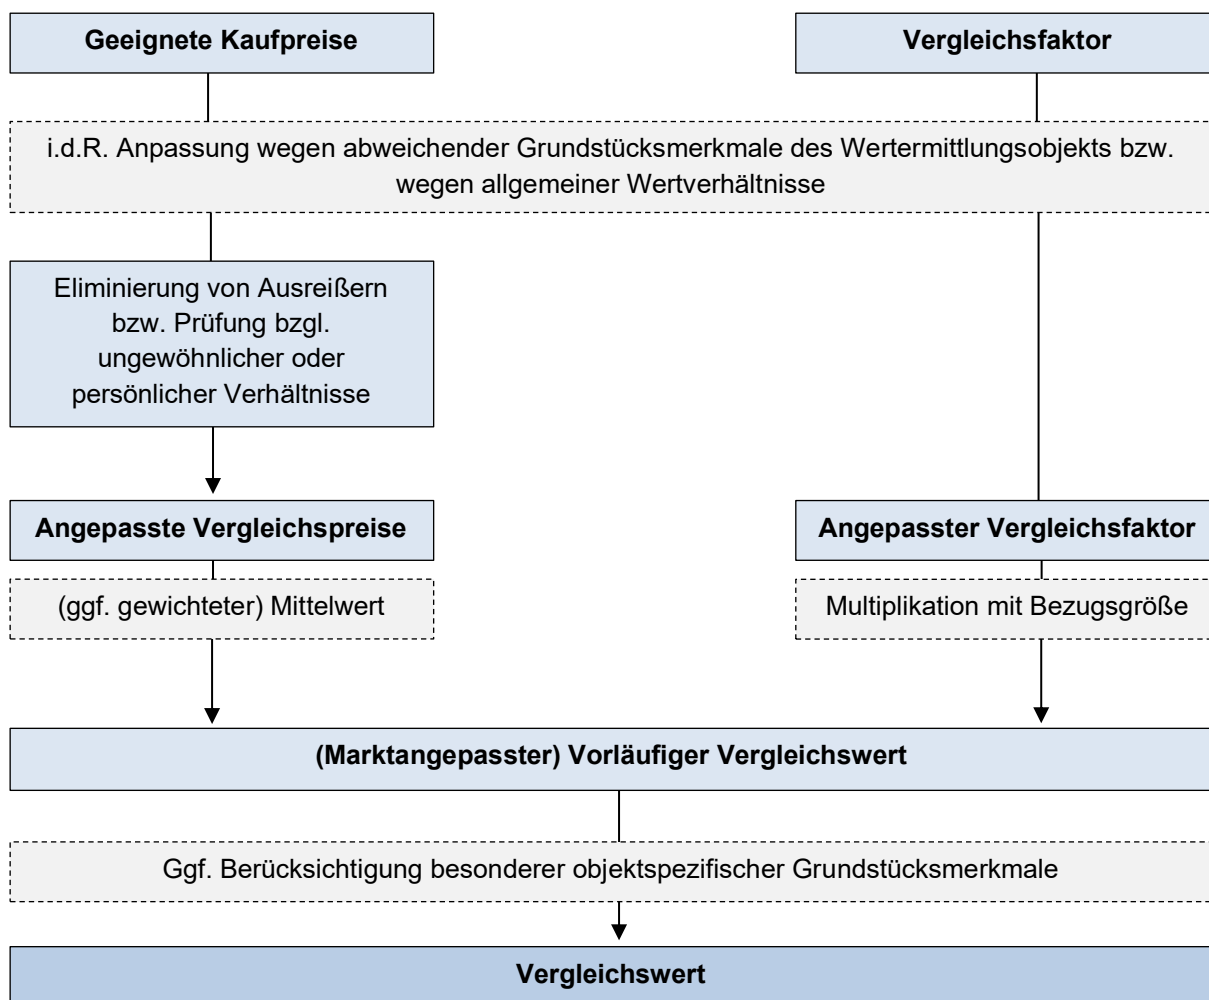 Geeignete Kaufpreise
Vergleichsfaktor
i.d.R. Anpassung wegen abweichender Grundstücksmerkmale des Wertermittlungsobjekts bzw.
wegen allgemeiner Wertverhältnisse
Eliminierung von Ausreißern
bzw. Prüfung bzgl.
ungewöhnlicher oder
persönlicher Verhältnisse
Angepasste Vergleichspreise
Angepasster Vergleichsfaktor
(ggf. gewichteter) Mittelwert
Multiplikation mit Bezugsgröße
(Marktangepasster) Vorläufiger Vergleichswert
Ggf. Berücksichtigung besonderer objektspezifischer Grundstücksmerkmale
Vergleichswert